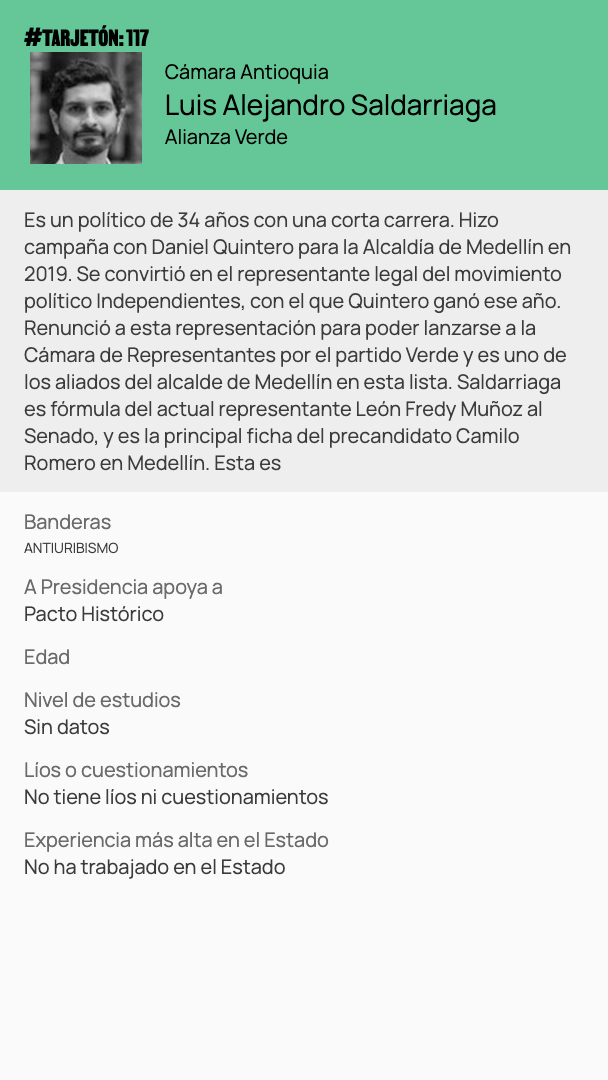 #TARJETÓN: 117
Cámara Antioquia
Luis Alejandro Saldarriaga
Alianza Verde
Es un político de 34 años con una corta carrera. Hizo
campaña con Daniel Quintero para la Alcaldía de Medellín en
2019. Se convirtió en el representante legal del movimiento
político Independientes, con el que Quintero ganó ese año.
Renunció a esta representación para poder lanzarse a la
Cámara de Representantes por el partido Verde y es uno de
los aliados del alcalde de Medellín en esta lista. Saldarriaga
es fórmula del actual representante León Fredy Muñoz al
Senado, y es la principal ficha del precandidato Camilo
Romero en Medellín. Esta es
Banderas
ANTIURIBISMO
A Presidencia apoya a
Pacto Histórico
Edad
Nivel de estudios
Sin datos
Líos o cuestionamientos
No tiene líos ni cuestionamientos
Experiencia más alta en el Estado
No ha trabajado en el Estado